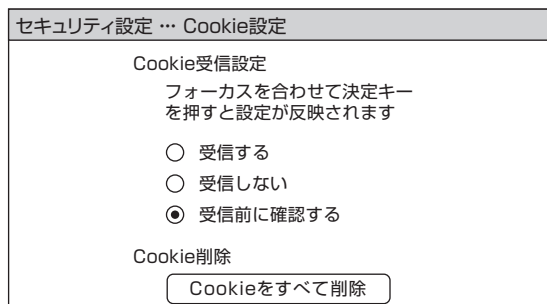 セキュリティ設定 … Cookie設定
Cookie受信設定
フォーカスを合わせて決定キー
を押すと設定が反映されます
受信する
受信しない
受信前に確認する
Cookie削除
Cookieをすべて削除